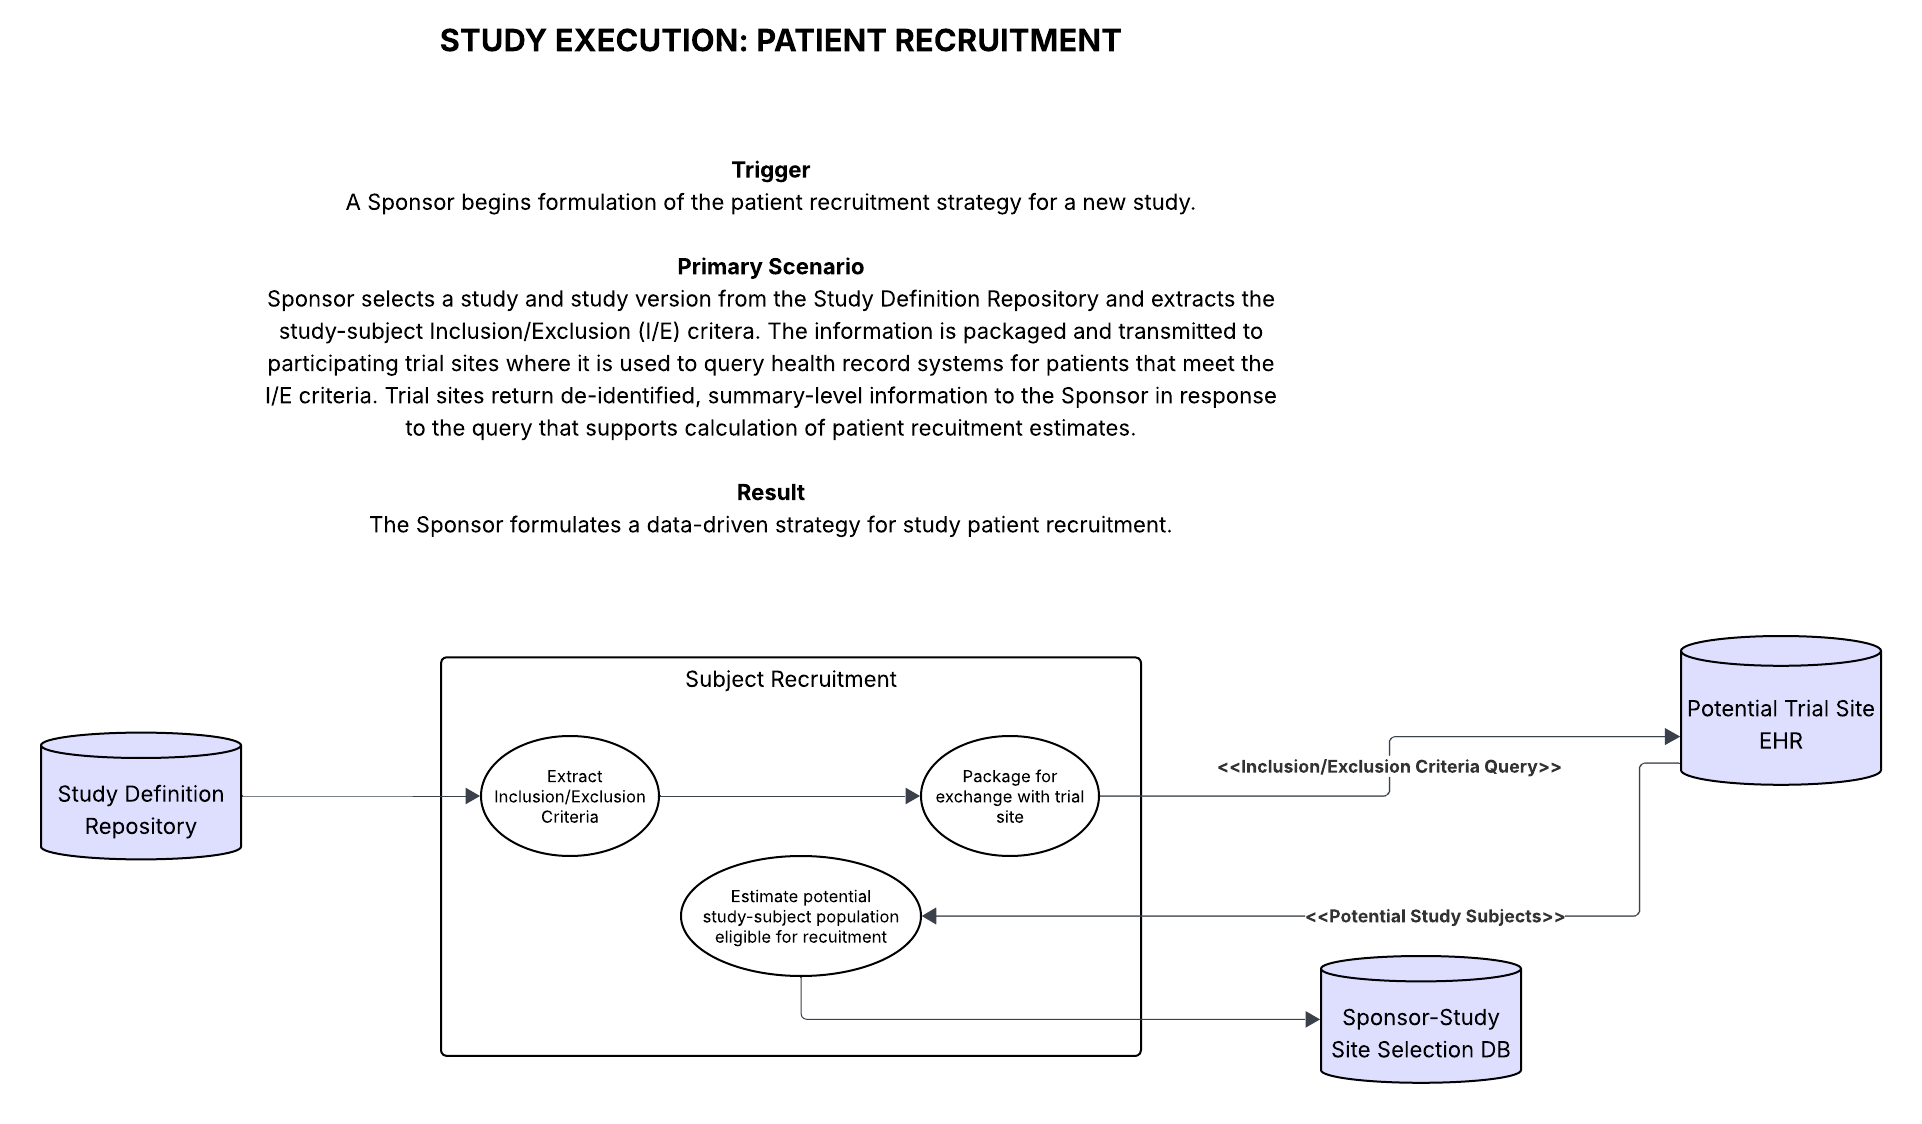 STUDY EXECUTION: PATIENT RECRUITMENT
Trigger
A Sponsor begins formulation of the patient recruitment strategy for a new study.
Primary Scenario
Sponsor selects a study and study version from the Study Definition Repository and extracts the
study-subject Inclusion/Exclusion (I/E) critera. The information is packaged and transmitted to
participating trial sites where it is used to query health record systems for patients that meet the
I/E criteria. Trial sites return de-identified, summary-level information to the Sponsor in response
to the query that supports calculation of patient recuitment estimates.
Result
The Sponsor formulates a data-driven strategy for study patient recruitment.
Subject Recruitment
Study Definition
Repository
Extract
Inclusion/Exclusion
Criteria
Package for
exchange with trial
site
<<Inclusion/Exclusion Criteria Query>>
Potential Trial Site
EHR
Estimate potential
study-subject population
eligible for recuitment
<<Potential Study Subjects>>
Sponsor-Study
Site Selection DB